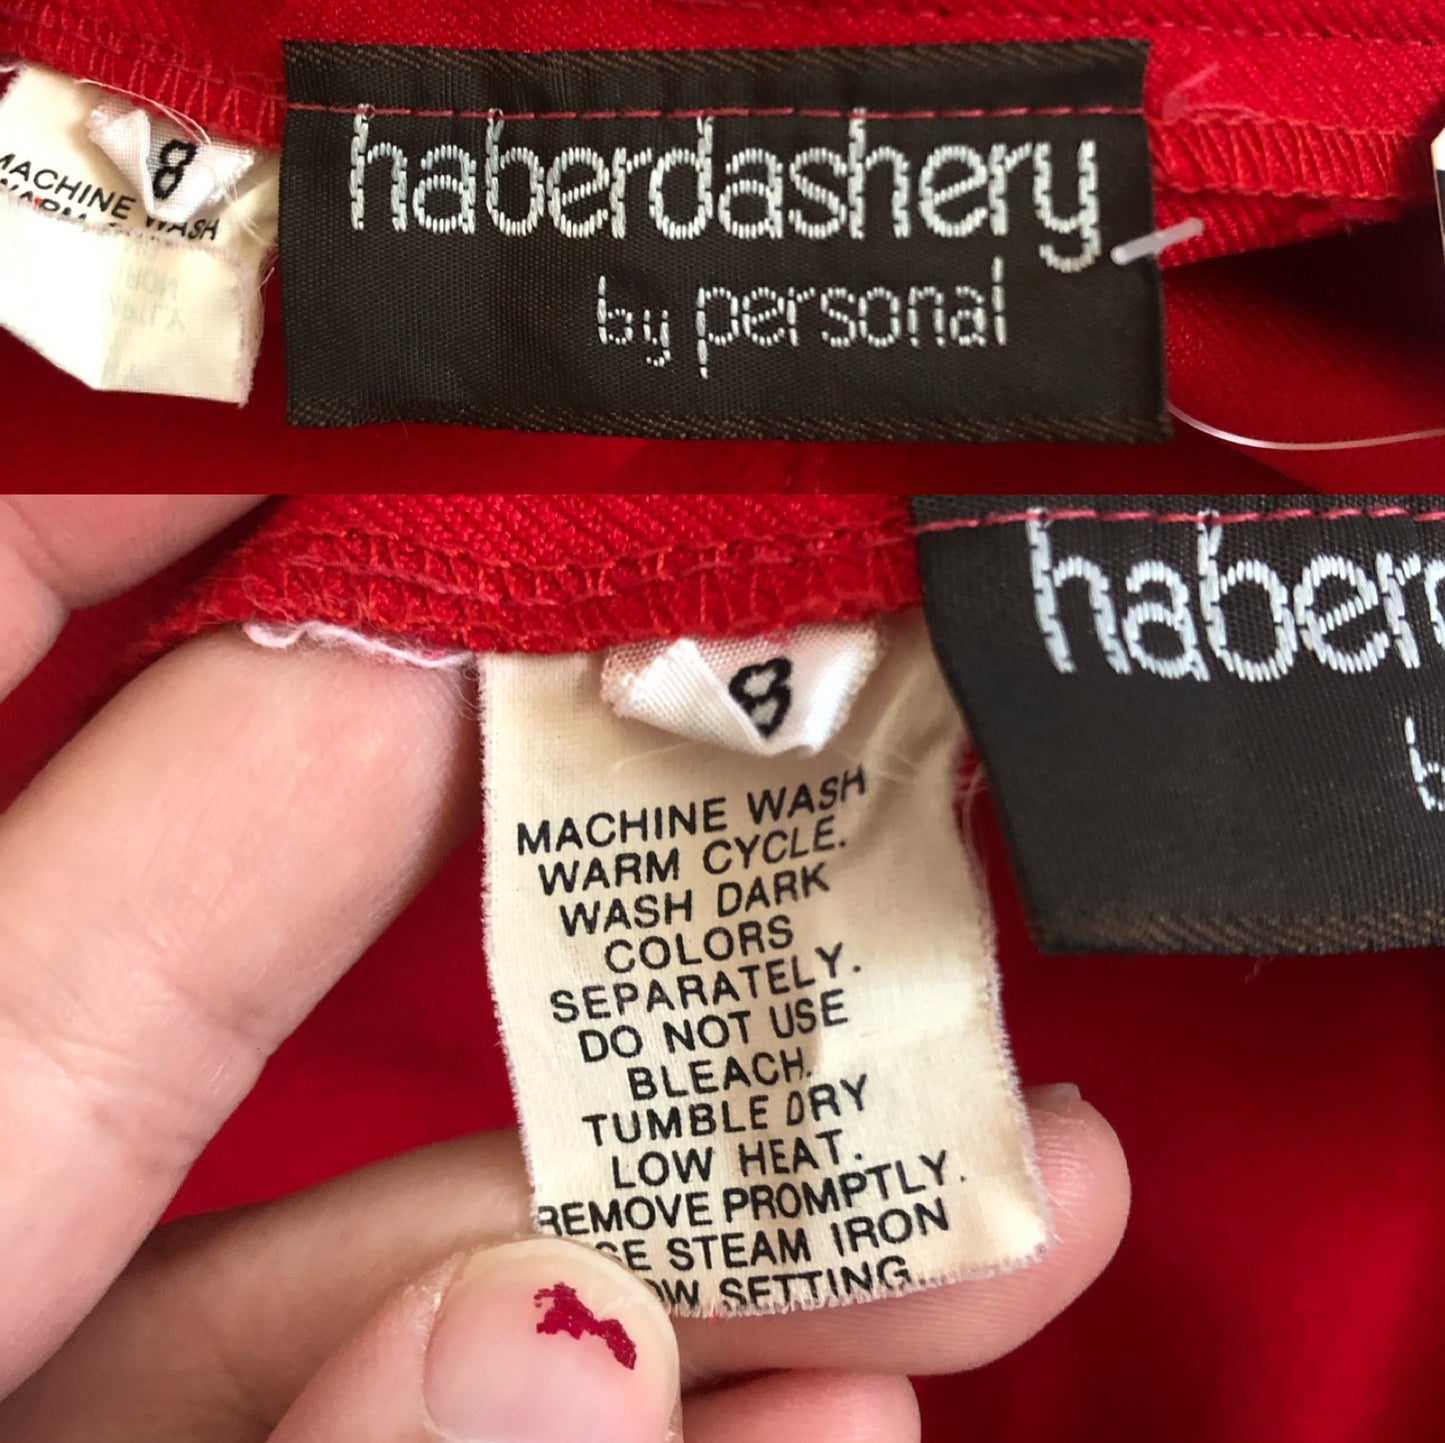 8
MACHINE WASH
haberdashery
by personal
8
MACHINE WASH
WARM CYCLE.
WASH DARK
COLORS
SEPARATELY.
DO NOT USE
BLEACH.
TUMBLE DRY
LOW HEAT.
REMOVE PROMPTLY.
STEAM IRON
SETTING.
haber